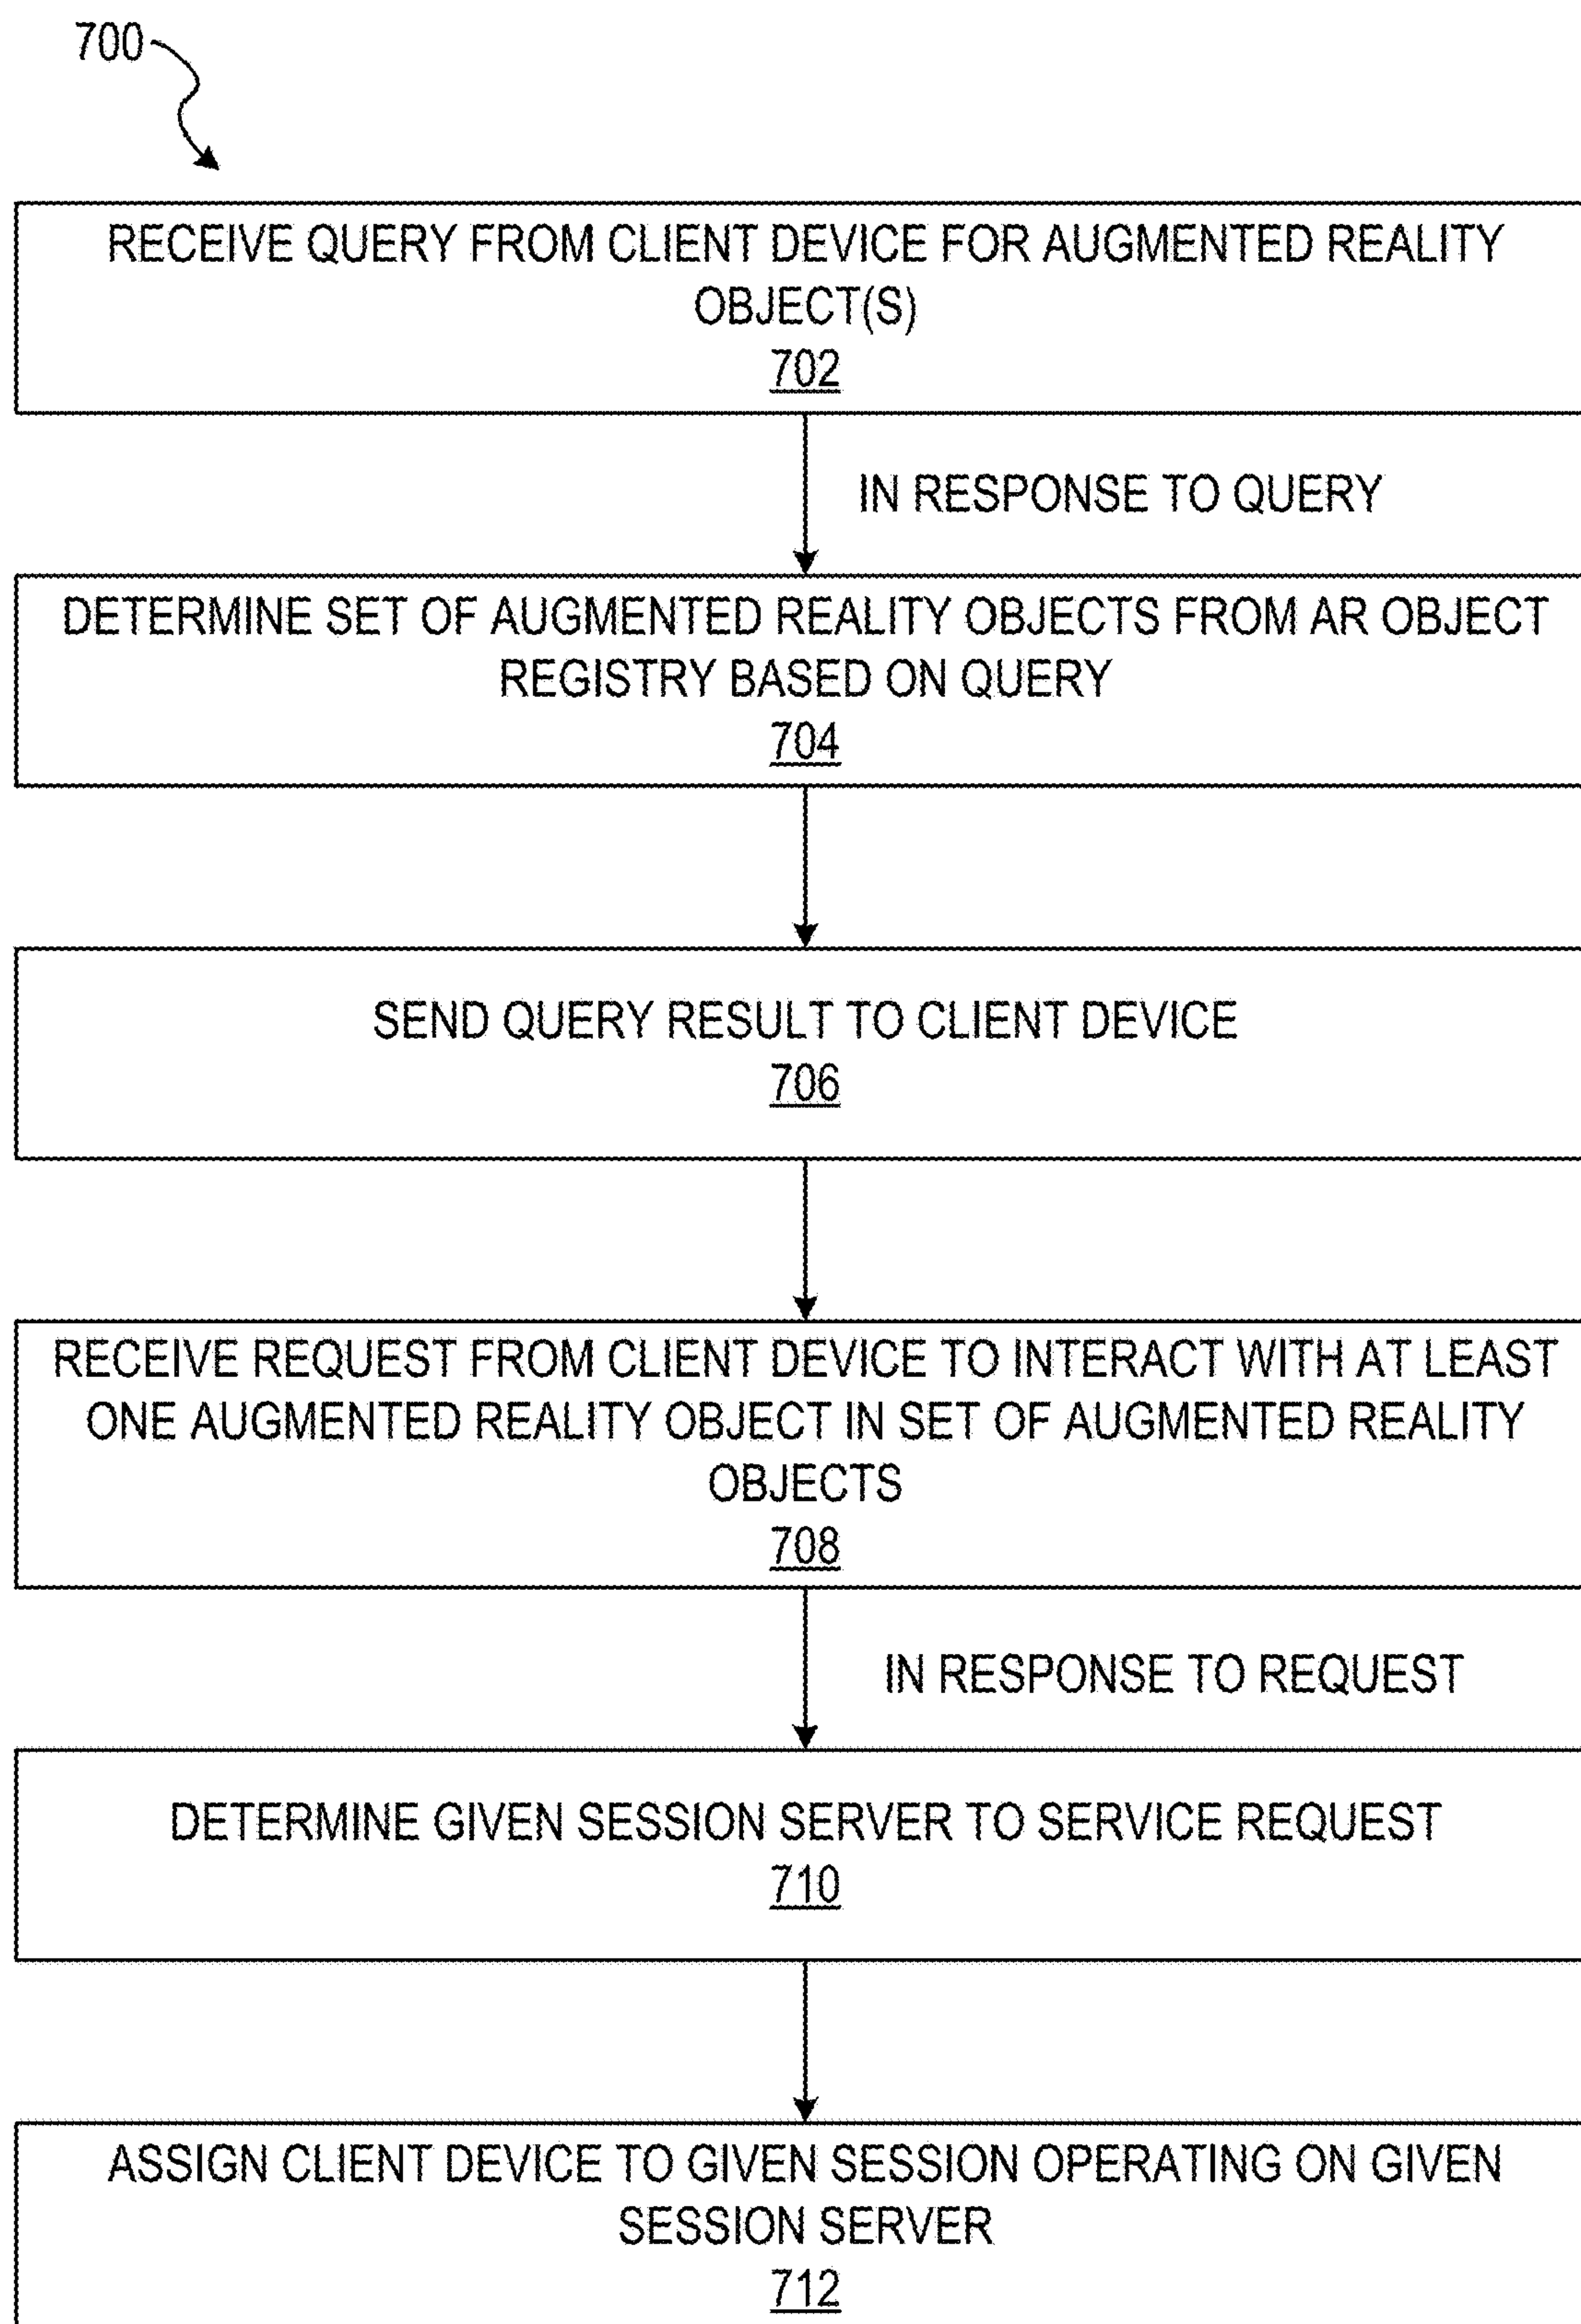 700
RECEIVE QUERY FROM CLIENT DEVICE FOR AUGMENTED REALITY
OBJECT(S)
702
IN RESPONSE TO QUERY
DETERMINE SET OF AUGMENTED REALITY OBJECTS FROM AR OBJECT
REGISTRY BASED ON QUERY
704
SEND QUERY RESULT TO CLIENT DEVICE
706
RECEIVE REQUEST FROM CLIENT DEVICE TO INTERACT WITH AT LEAST
ONE AUGMENTED REALITY OBJECT IN SET OF AUGMENTED REALITY
OBJECTS
708
IN RESPONSE TO REQUEST
DETERMINE GIVEN SESSION SERVER TO SERVICE REQUEST
710
ASSIGN CLIENT DEVICE TO GIVEN SESSION OPERATING ON GIVEN
SESSION SERVER
712